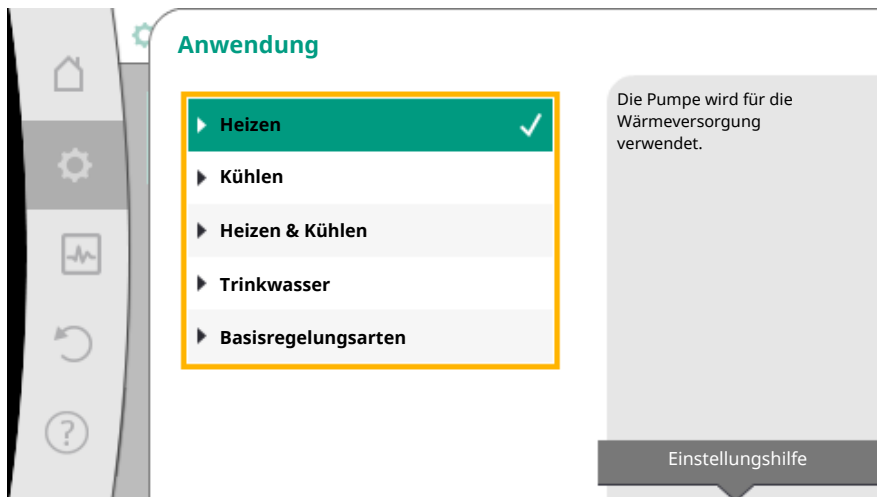 Anwendung
Heizen
Kühlen
Heizen & Kühlen
Trinkwasser
Basisregelungsarten
Die Pumpe wird für die
Wärmeversorgung
verwendet.
Einstellungshilfe